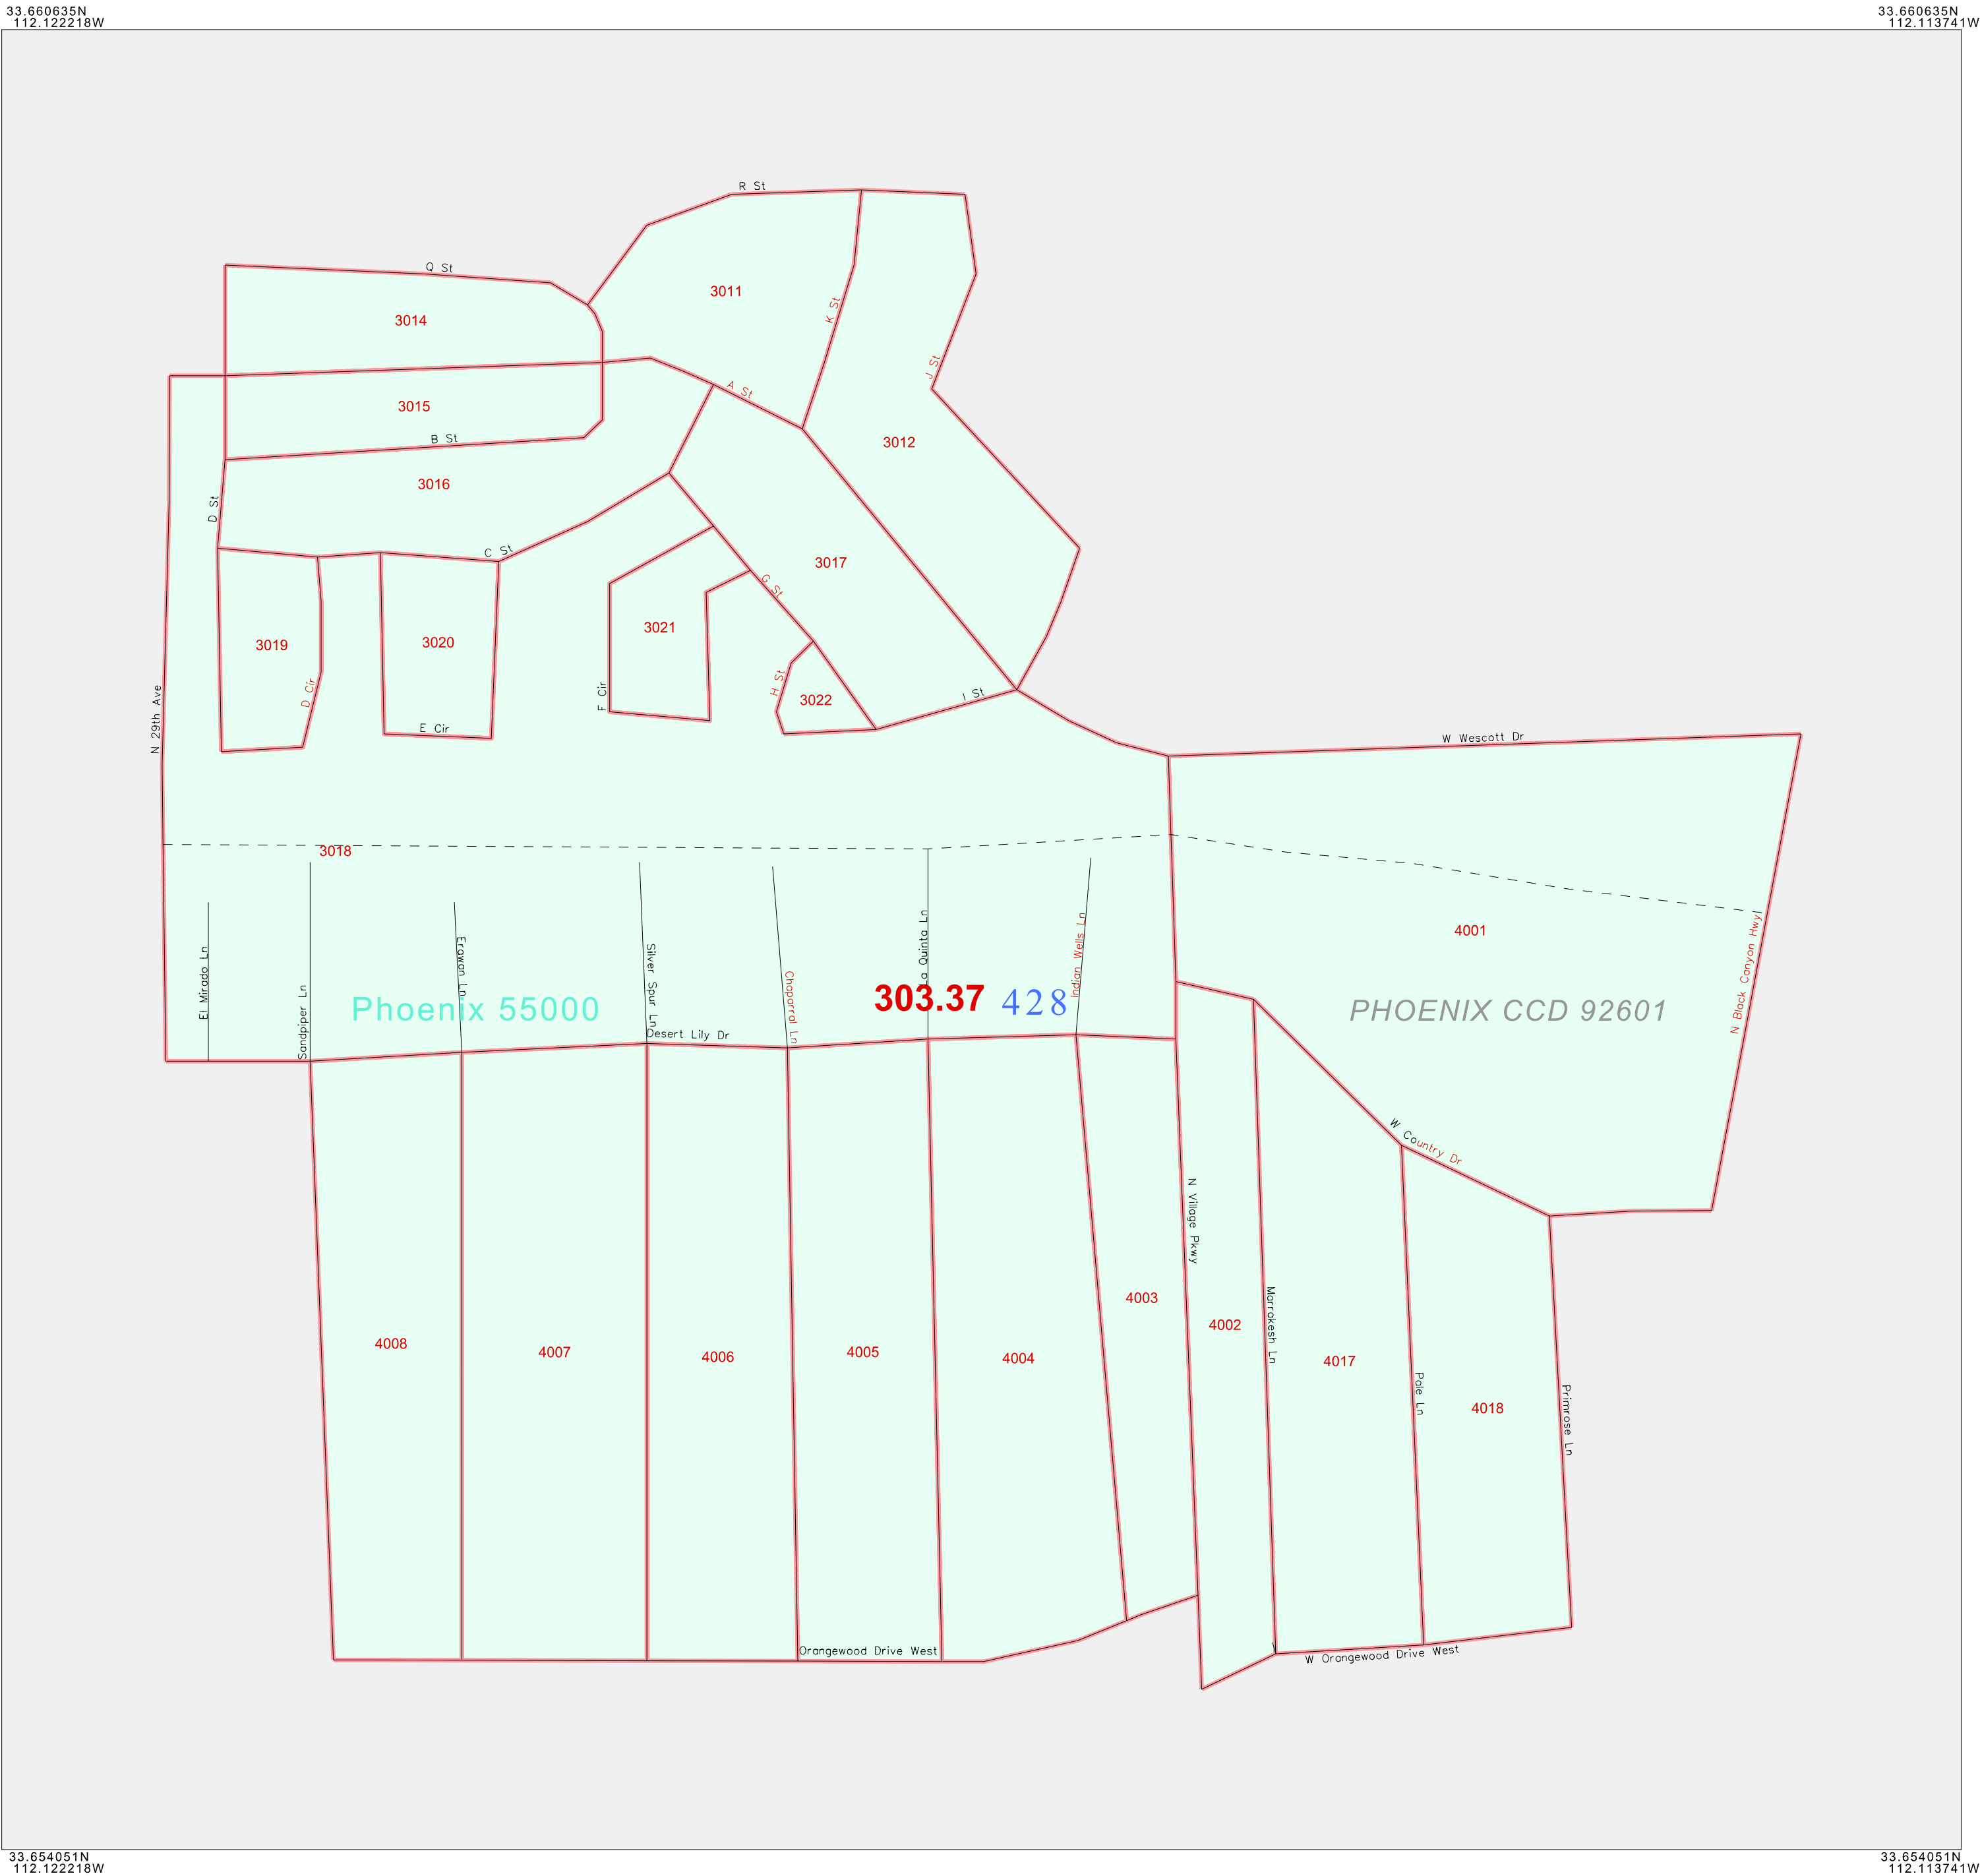 33.660635N
112.122218W
33.660635N
112.113741W
R St
Q St
3011
K St
3014
J St
A St
3015
B St
3012
3016
D St
C St
3017
G St
3021
3020
3019
D Cir
H St
F Cir
3022
I St
N 29th Ave
E Cir
W Wescott Dr
3018
4001
N Black Canyon Hwy
El Mirado Ln
Sandpiper Ln
Erawan Ln
Silver Spur Ln
Chaparral Ln
La Quinta Ln
Indian Wells Ln
Phoenix 55000
303.37
428
PHOENIX CCD 92601
Desert Lily Dr
W Country Dr
N Village Pkwy
4003
4002
Marrakesh Ln
4008
4007
4006
4005
4004
4017
Pale Ln
4018
Primrose Ln
Orangewood Drive West
W Orangewood Drive West
33.654051N
112.122218W
33.654051N
112.113741W